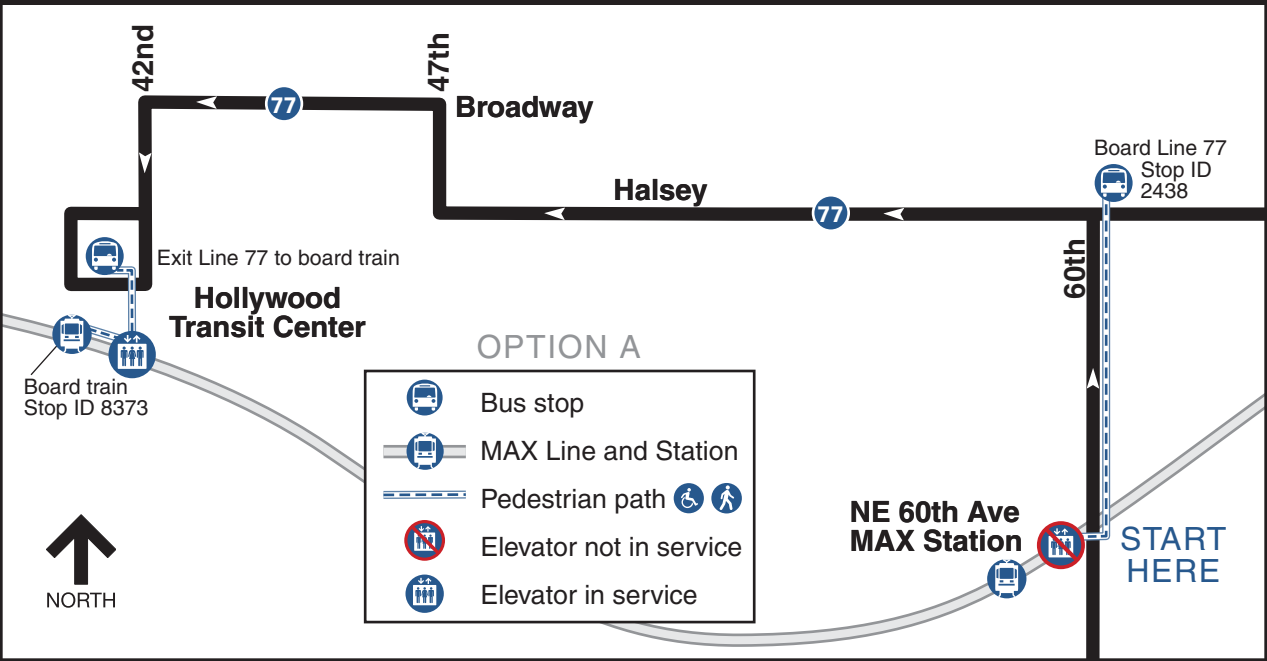 42nd
47th
77
Broadway
Board Line 77
Stop ID
2438
Halsey
77
60th
Exit Line 77 to board train
Hollywood
Transit Center
Board train
Stop ID 8373
OPTION A
Bus stop
MAX Line and Station
Pedestrian path
Elevator not in service
Elevator in service
NORTH
NE 60th Ave
MAX Station
START
HERE